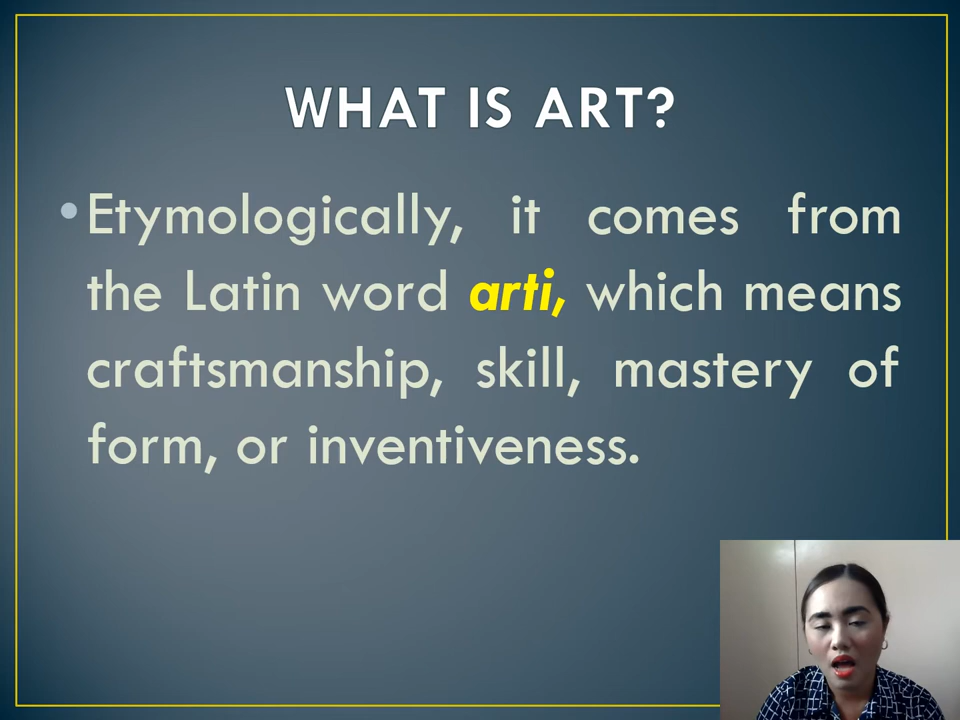 WHAT IS ART?
• Etymologically, it comes from
the Latin word arti, which means
craftsmanship, skill, mastery of
form, or inventiveness.